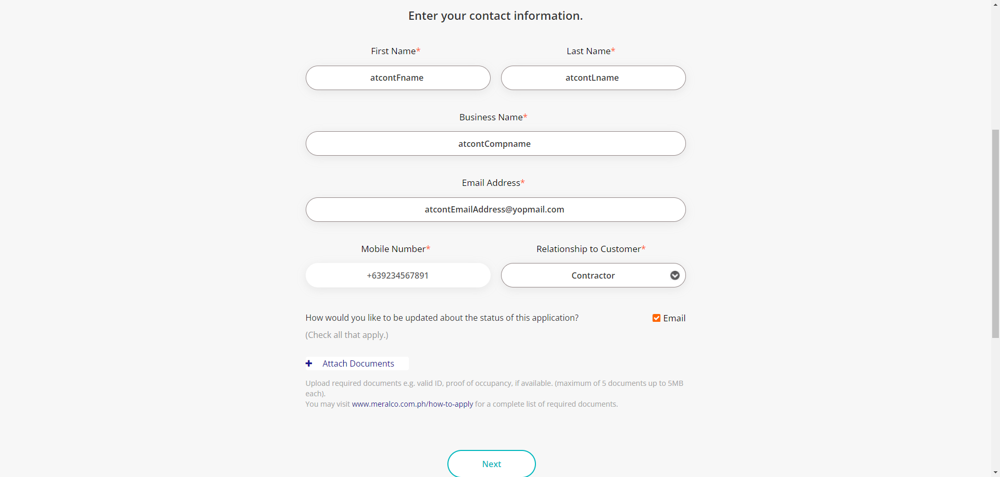 Enter your contact information.
First Name*
Last Name*
atcontFname
atcontLname
Business Name*
atcontCompname
Email Address*
atcontEmailAddress@yopmail.com
Mobile Number*
Relationship to Customer*
+639234567891
Contractor
How would you like to be updated about the status of this application?
Email
(Check all that apply.)
Attach Documents
Upload required documents e.g. valid ID, proof of occupancy, if available. (maximum of 5 documents up to 5MB
each).
You may visit www.meralco.com.ph/how-to-apply for a complete list of required documents.
Next